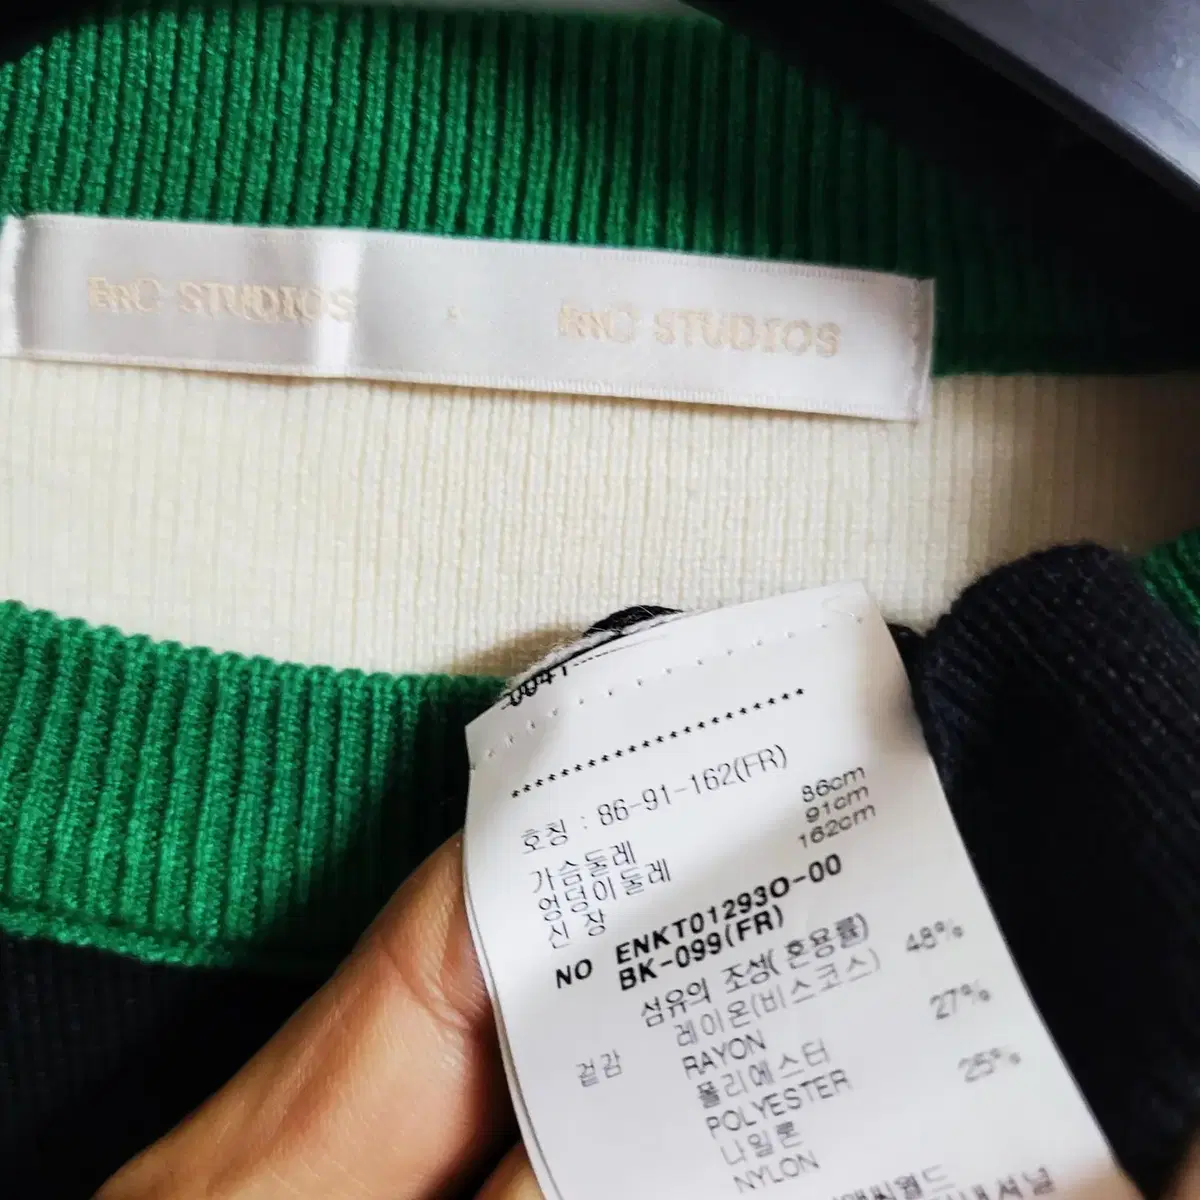 EnC STUDIOS EnC STUDIOS
0041
********************
호칭 : 86-91-162(FR)
가슴둘레 86cm
엉덩이둘레 91cm
신 장 162cm
NO ENKT01293O-00
BK-099(FR)
섬유의 조성(혼용률)
겉감 레이온(비스코스) 48%
RAYON
폴리에스터 27%
POLYESTER
나일론 25%
NYLON